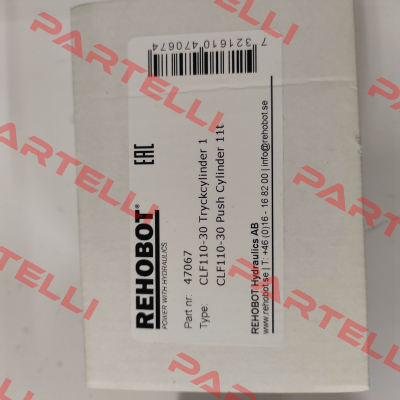 REHOBOT®
POWER WITH HYDRAULICS
EAC
7 321610 470674
Part nr: 47067
Type: CLF110-30 Tryckcylinder 1
CLF110-30 Push Cylinder 11t
REHOBOT Hydraulics AB
www.rehobot.se | T: +46 (0)16 - 16 82 00 | info@rehobot.se
PARTELLI
PARTELLI
PARTELLI
PARTELLI